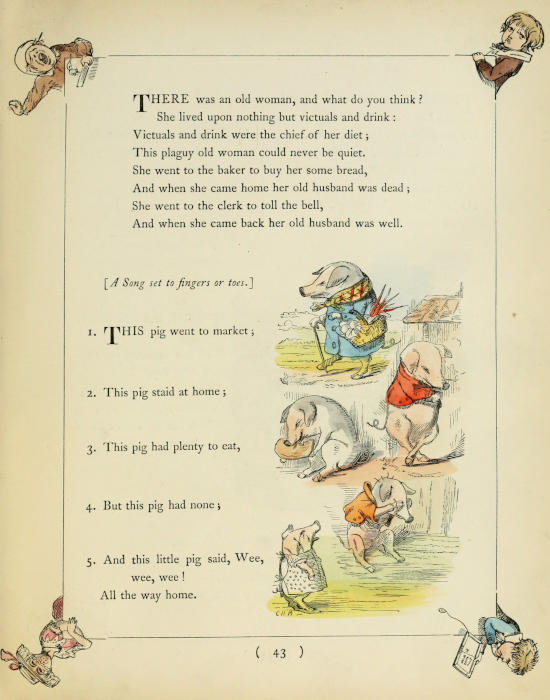 THERE was an old woman, and what do you think?
She lived upon nothing but victuals and drink:
Victuals and drink were the chief of her diet;
This plaguy old woman could never be quiet.
She went to the baker to buy her some bread,
And when she came home her old husband was dead;
She went to the clerk to toll the bell,
And when she came back her old husband was well.
[A Song set to fingers or toes.]
1. THIS pig went to market;
2. This pig staid at home;
3. This pig had plenty to eat,
4. But this pig had none;
5. And this little pig said, Wee,
wee, wee!
All the way home.
( 43 )